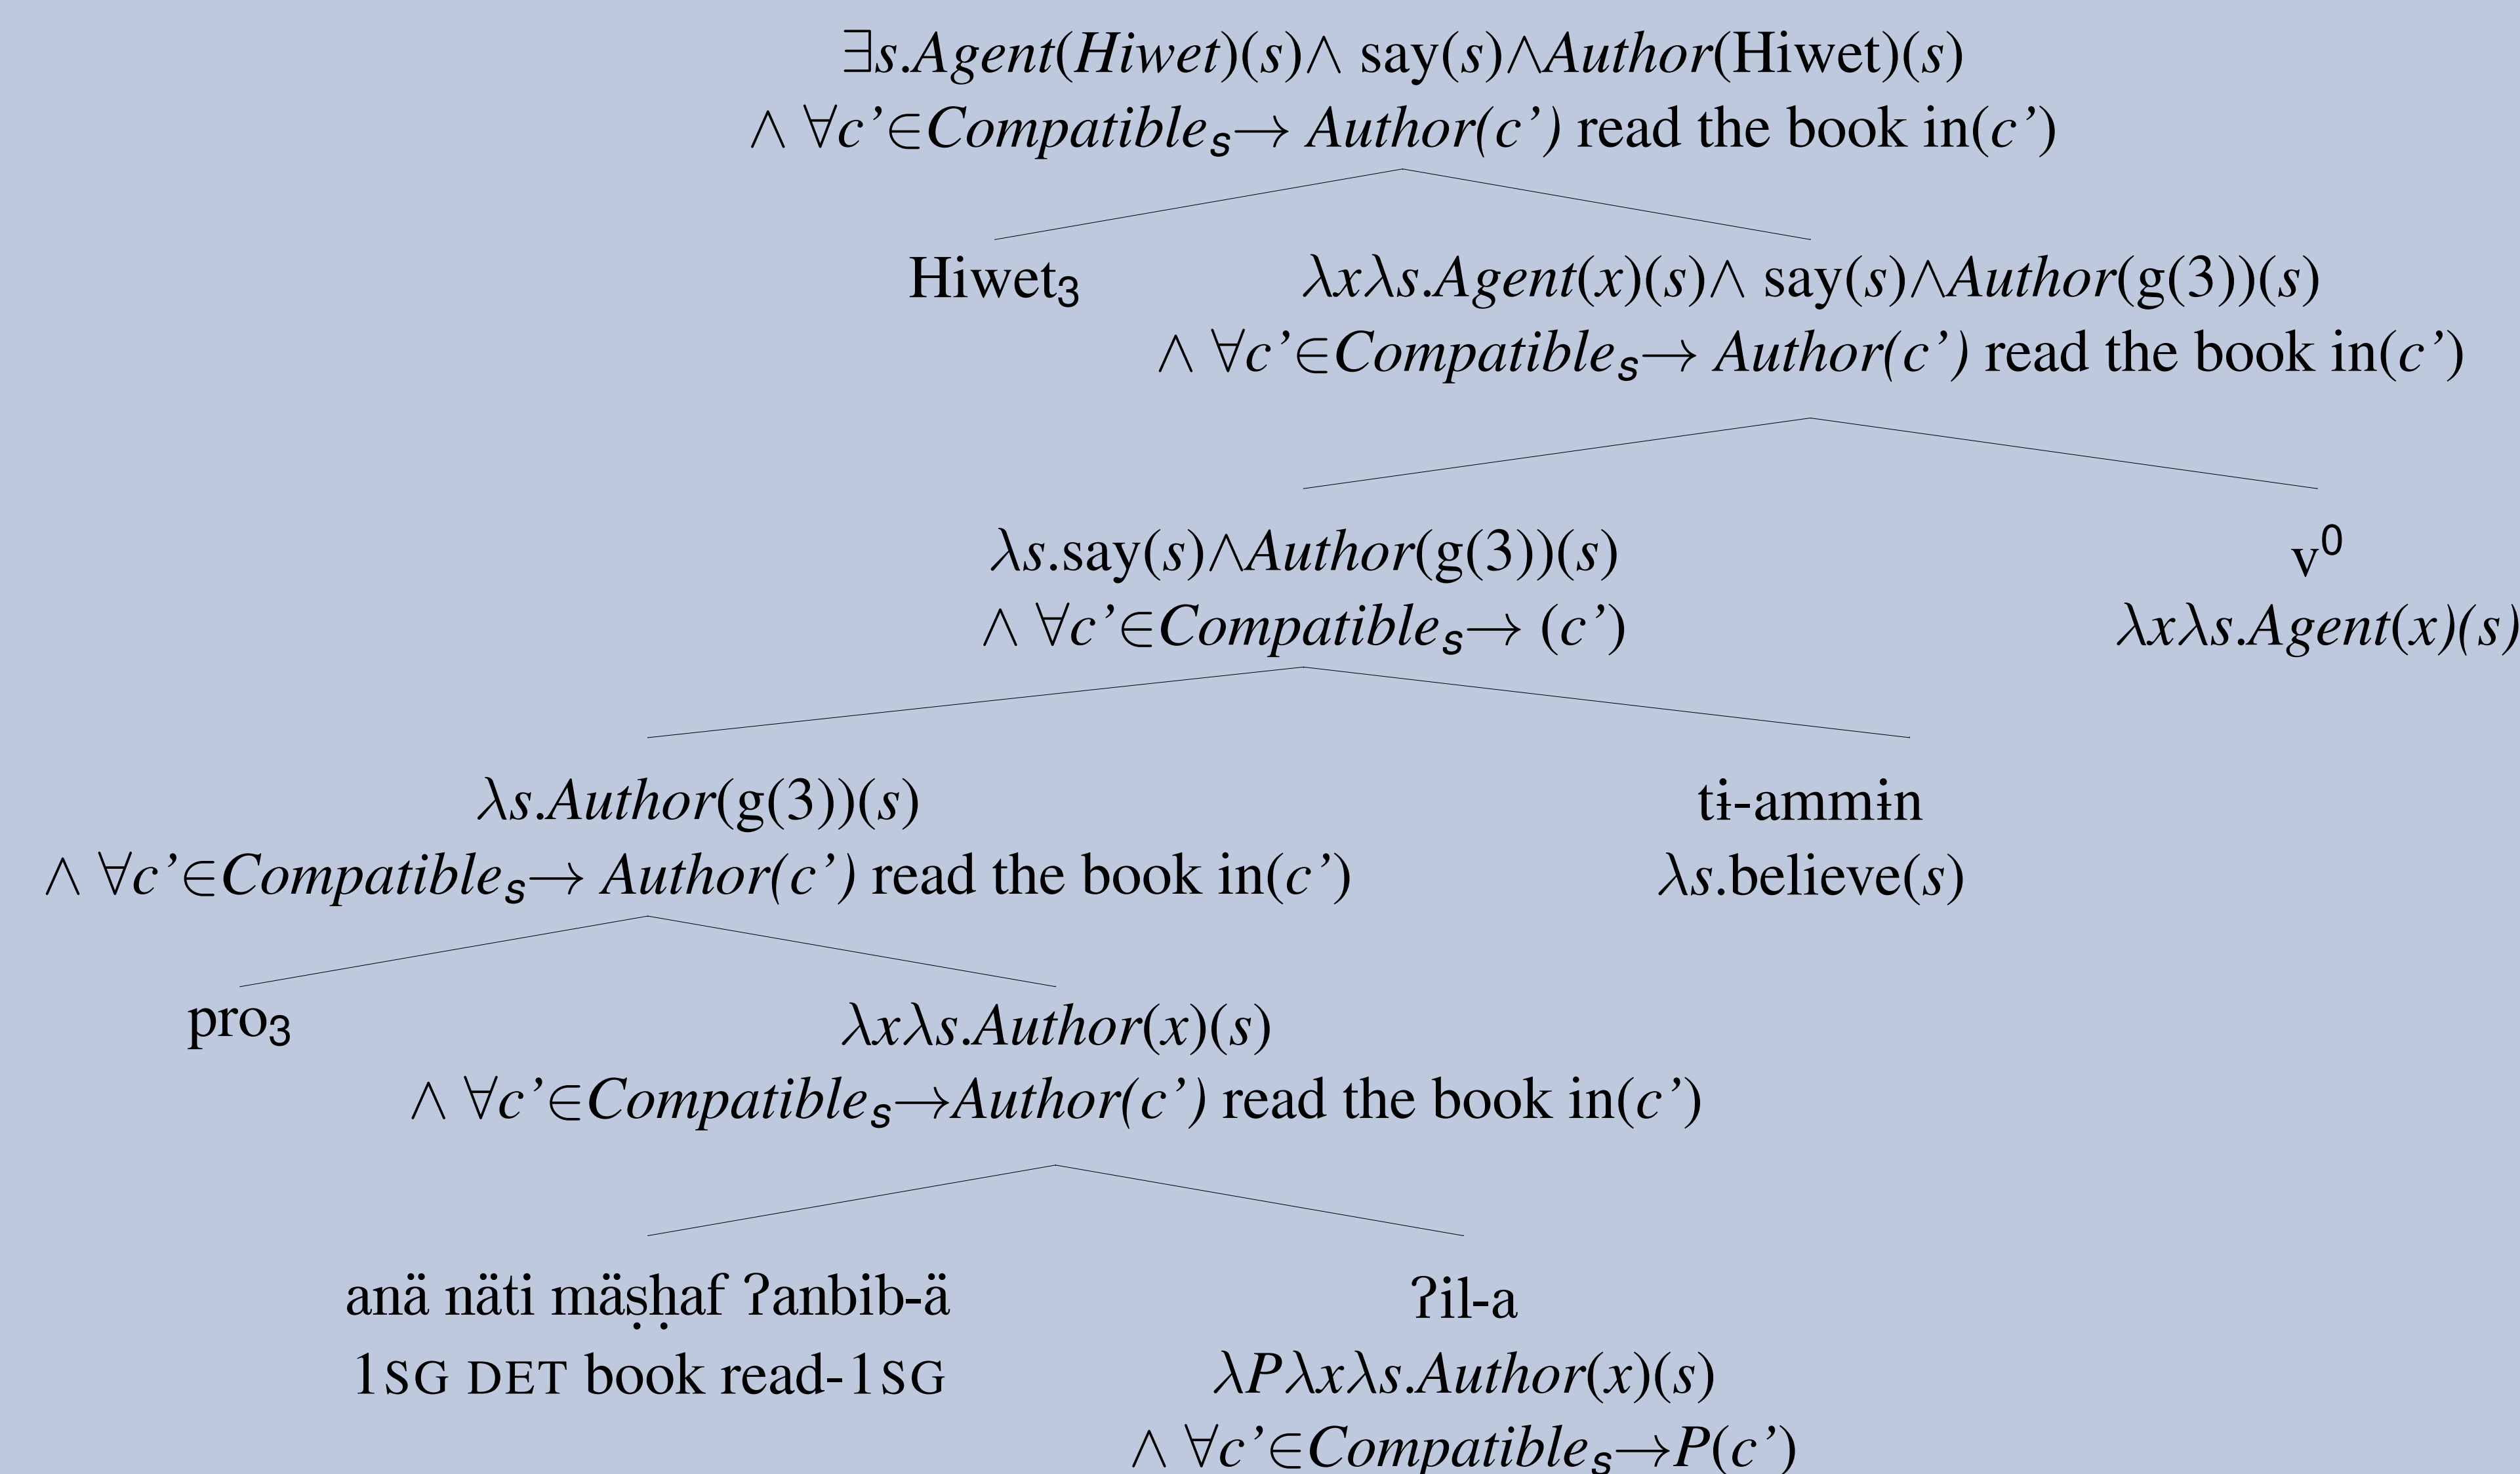 ∃s.Agent(Hiwet)(s)∧ say(s)∧Author(Hiwet)(s)
∧ ∀c’∈Compatibleₛ→ Author(c’) read the book in(c’)
Hiwet₃
λxλs.Agent(x)(s)∧ say(s)∧Author(g(3))(s)
∧ ∀c’∈Compatibleₛ→ Author(c’) read the book in(c’)
λs.say(s)∧Author(g(3))(s)
∧ ∀c’∈Compatibleₛ→ (c’)
v⁰
λxλs.Agent(x)(s)
λs.Author(g(3))(s)
∧ ∀c’∈Compatibleₛ→ Author(c’) read the book in(c’)
tɨ-ammɨn
λs.believe(s)
pro₃
λxλs.Author(x)(s)
∧ ∀c’∈Compatibleₛ→Author(c’) read the book in(c’)
anä näti mäṣḥaf ʔanbib-ä
1SG DET book read-1SG
ʔil-a
λPλxλs.Author(x)(s)
∧ ∀c’∈Compatibleₛ→P(c’)